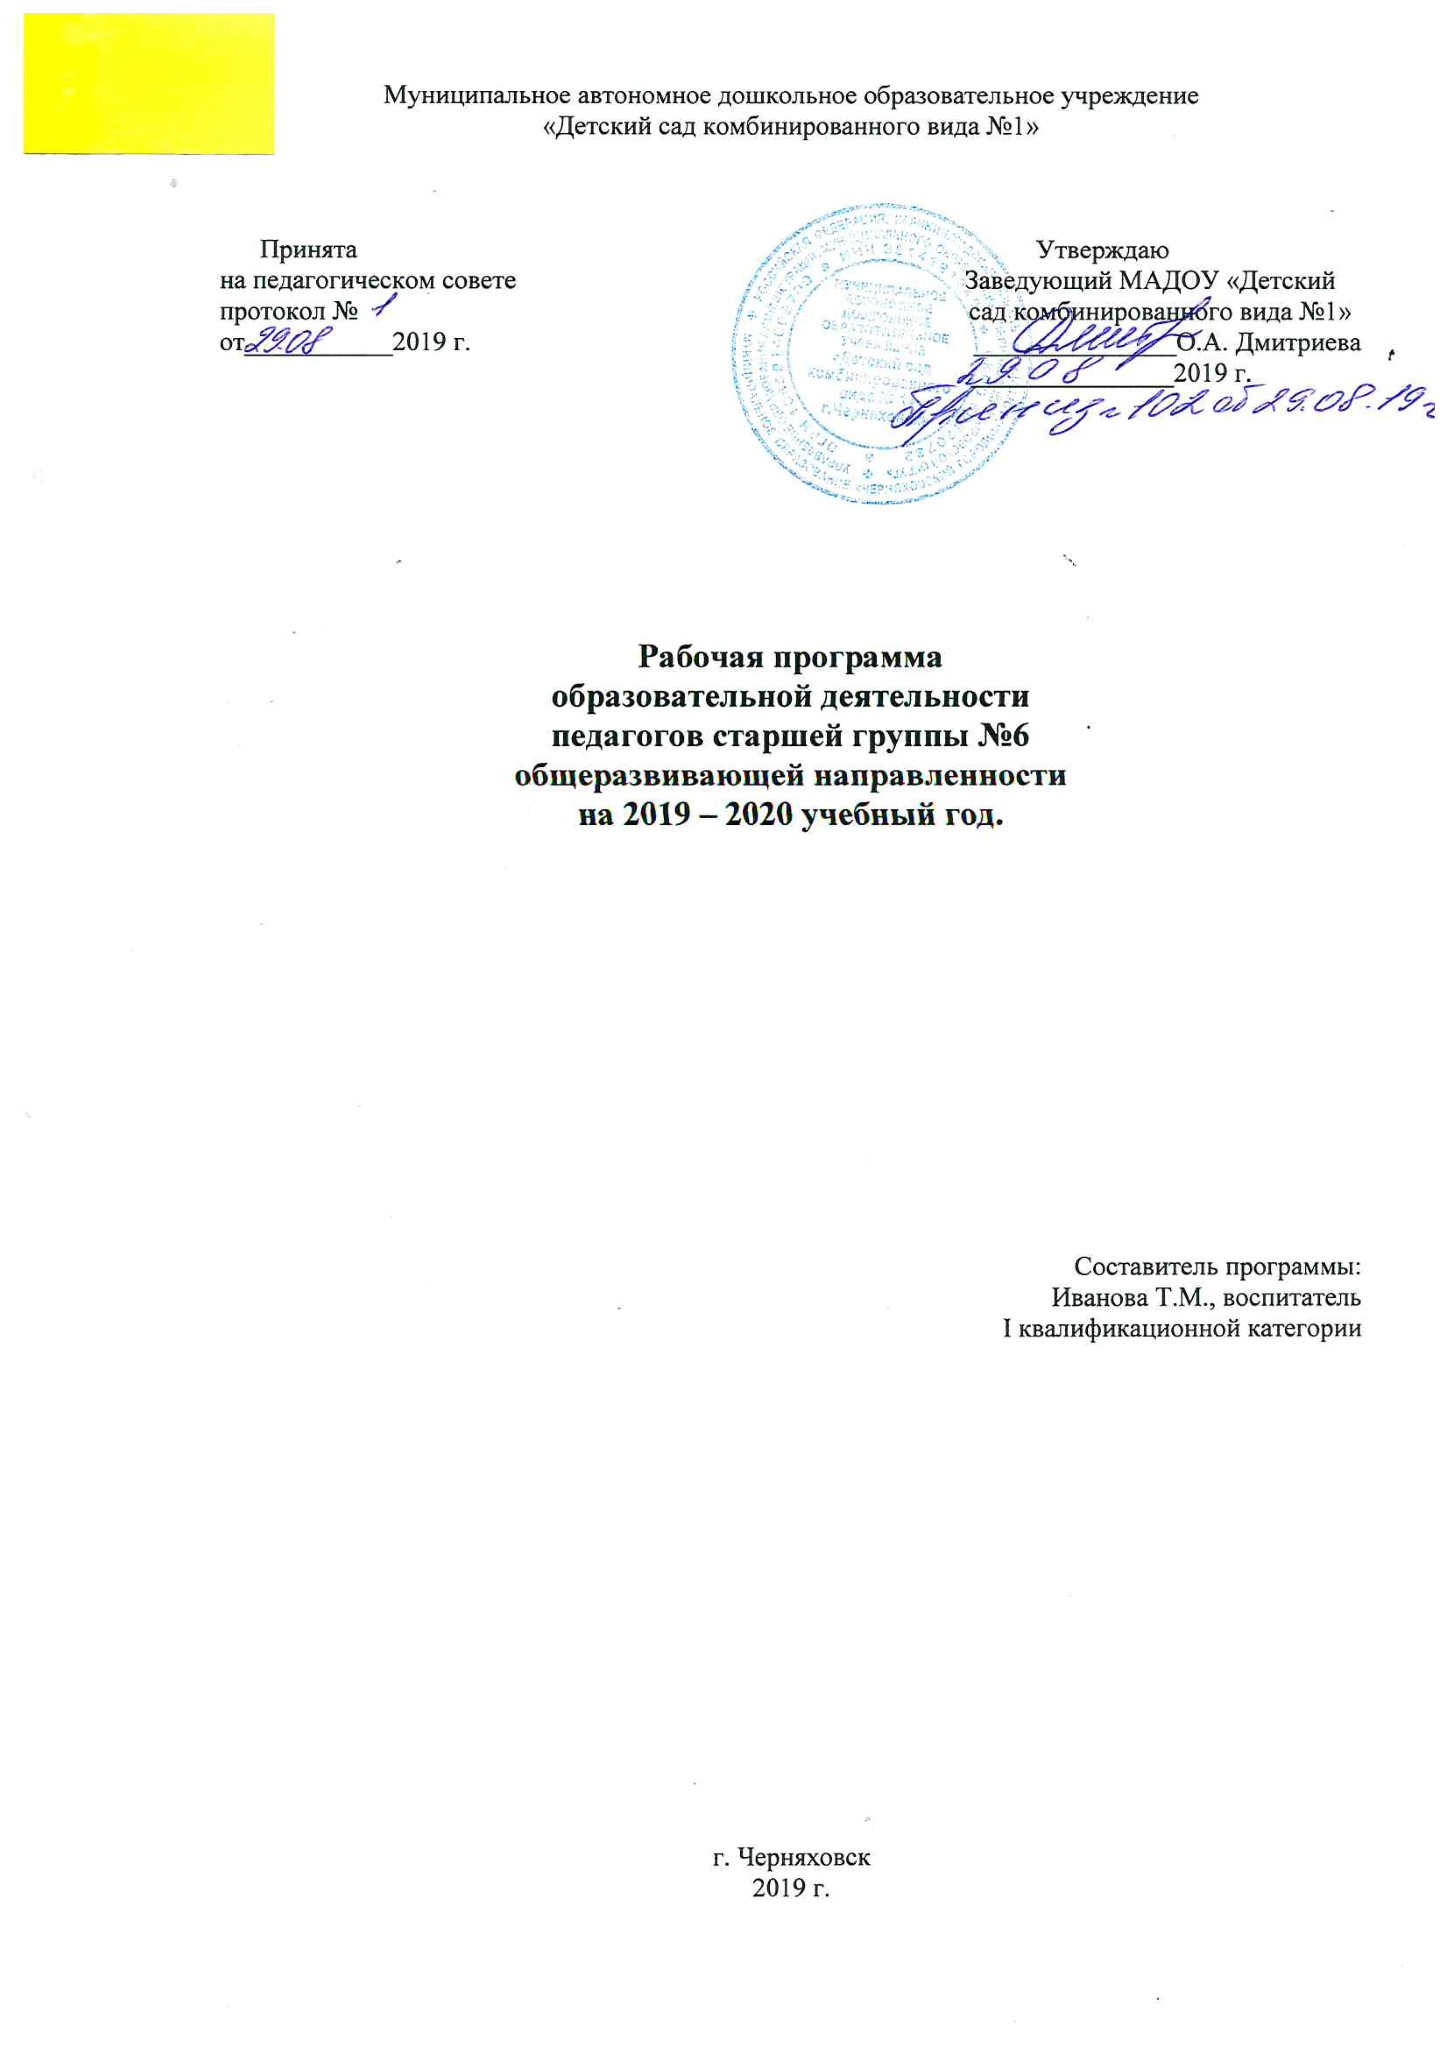 Муниципальное автономное дошкольное образовательное учреждение
«Детский сад комбинированного вида №1»
Принята
на педагогическом совете
протокол № 1
от 29.08 2019 г.
Утверждаю
Заведующий МАДОУ «Детский
сад комбинированного вида №1»
О.А. Дмитриева
29.08 2019 г.
Приказ 102 от 29.08.19г
Рабочая программа
образовательной деятельности
педагогов старшей группы №6
общеразвивающей направленности
на 2019 – 2020 учебный год.
Составитель программы:
Иванова Т.М., воспитатель
I квалификационной категории
г. Черняховск
2019 г.